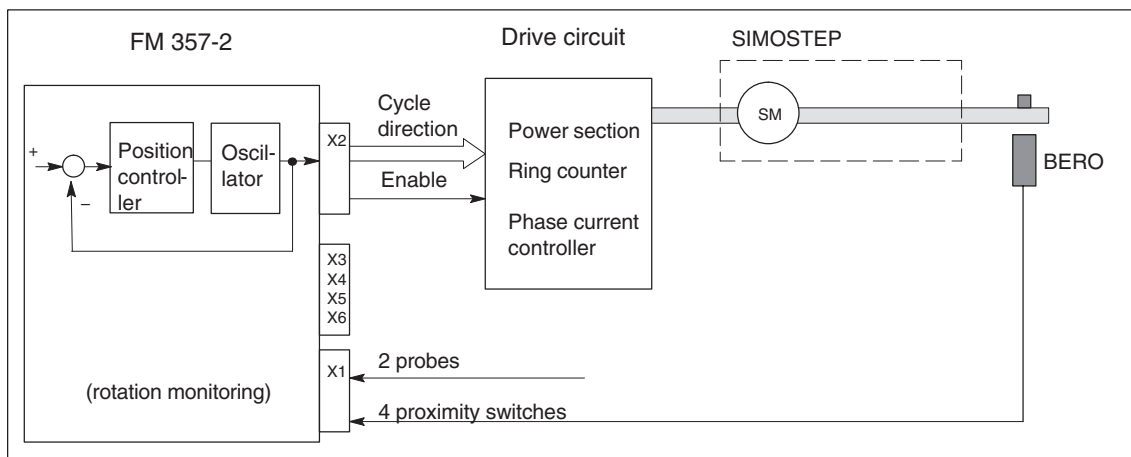 FM 357-2
Drive circuit
SIMOSTEP
+
−
Position
control-
ler
Oscil-
lator
X2
Cycle
direction
Enable
Power section
Ring counter
Phase current
controller
SM
BERO
X3
X4
X5
X6
X1
(rotation monitoring)
2 probes
4 proximity switches